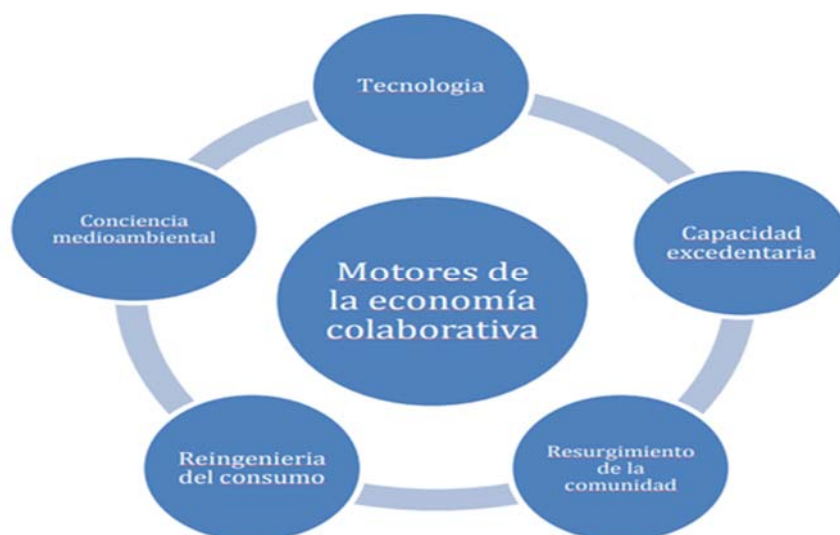 Tecnologia
Capacidad
excedentaria
Resurgimiento
de la
comunidad
Reingenieria
del consumo
Conciencia
medioambiental
Motores de
la economía
colaborativa